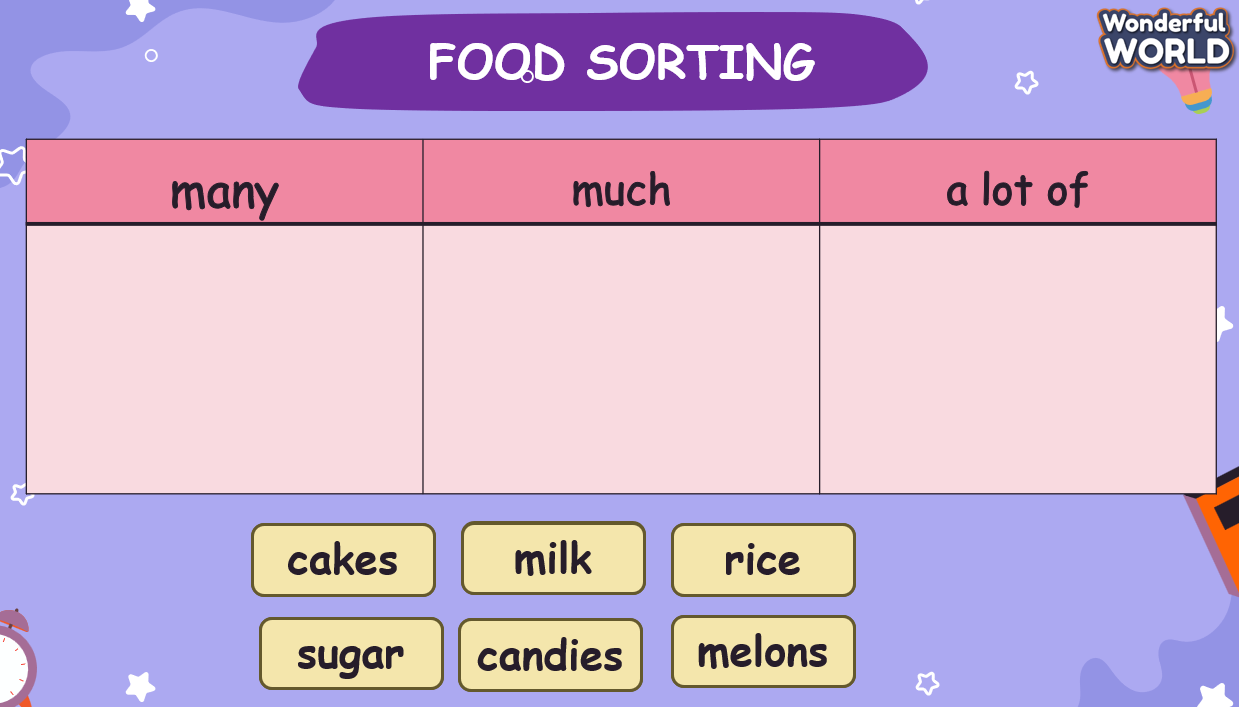 FOOD SORTING
Wonderful
WORLD
many much a lot of
cakes milk rice
sugar candies melons